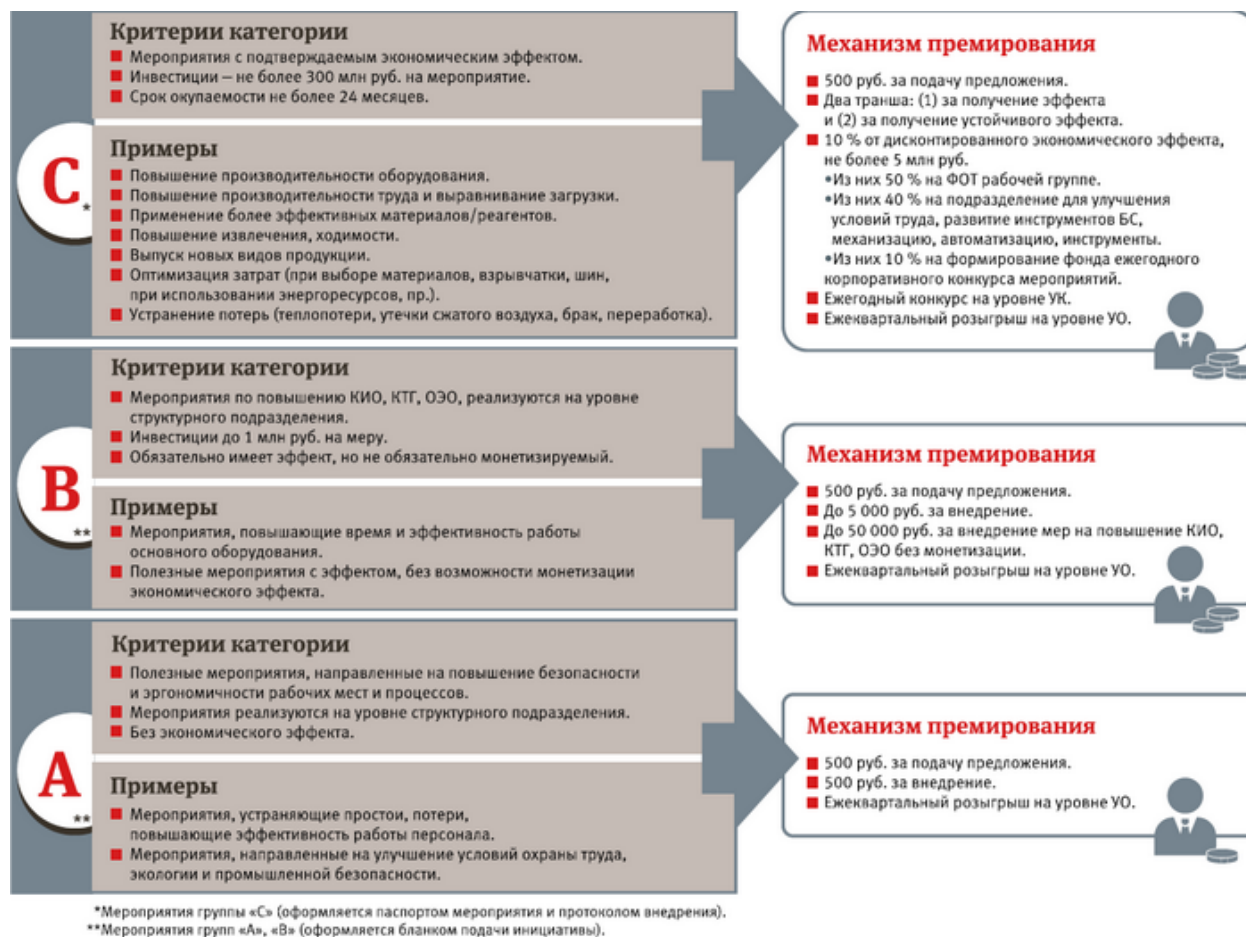 С*
Критерии категории
■ Мероприятия с подтверждаемым экономическим эффектом.
■ Инвестиции – не более 300 млн руб. на мероприятие.
■ Срок окупаемости не более 24 месяцев.
Примеры
■ Повышение производительности оборудования.
■ Повышение производительности труда и выравнивание загрузки.
■ Применение более эффективных материалов/реагентов.
■ Повышение извлечения, ходимости.
■ Выпуск новых видов продукции.
■ Оптимизация затрат (при выборе материалов, взрывчатки, шин,
при использовании энергоресурсов, пр.).
■ Устранение потерь (теплопотери, утечки сжатого воздуха, брак, переработка).
Механизм премирования
■ 500 руб. за подачу предложения.
■ Два транша: (1) за получение эффекта
и (2) за получение устойчивого эффекта.
■ 10 % от дисконтированного экономического эффекта,
не более 5 млн руб.
•Из них 50 % на ФОТ рабочей группе.
•Из них 40 % на подразделение для улучшения
условий труда, развитие инструментов БС,
механизацию, автоматизацию, инструменты.
•Из них 10 % на формирование фонда ежегодного
корпоративного конкурса мероприятий.
■ Ежегодный конкурс на уровне УК.
■ Ежеквартальный розыгрыш на уровне УО.
В**
Критерии категории
■ Мероприятия по повышению КИО, КТГ, ОЭО, реализуются на уровне
структурного подразделения.
■ Инвестиции до 1 млн руб. на меру.
■ Обязательно имеет эффект, но не обязательно монетизируемый.
Примеры
■ Мероприятия, повышающие время и эффективность работы
основного оборудования.
■ Полезные мероприятия с эффектом, без возможности монетизации
экономического эффекта.
Механизм премирования
■ 500 руб. за подачу предложения.
■ До 5 000 руб. за внедрение.
■ До 50 000 руб. за внедрение мер на повышение КИО,
КТГ, ОЭО без монетизации.
■ Ежеквартальный розыгрыш на уровне УО.
А**
Критерии категории
■ Полезные мероприятия, направленные на повышение безопасности
и эргономичности рабочих мест и процессов.
■ Мероприятия реализуются на уровне структурного подразделения.
■ Без экономического эффекта.
Примеры
■ Мероприятия, устраняющие простои, потери,
повышающие эффективность работы персонала.
■ Мероприятия, направленные на улучшение условий охраны труда,
экологии и промышленной безопасности.
Механизм премирования
■ 500 руб. за подачу предложения.
■ 500 руб. за внедрение.
■ Ежеквартальный розыгрыш на уровне УО.
*Мероприятия группы «С» (оформляется паспортом мероприятия и протоколом внедрения).
**Мероприятия групп «А», «В» (оформляется бланком подачи инициативы).